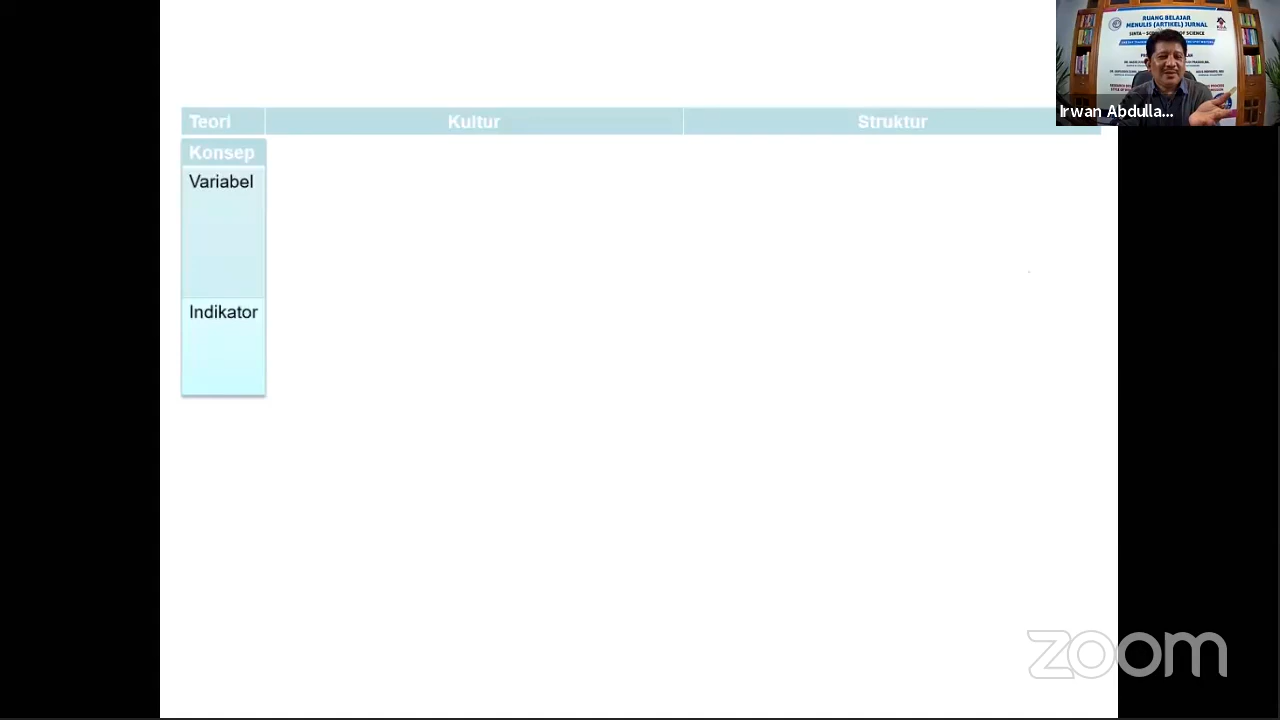 RUANG BELAJAR
MENULIS (ARTIKEL) JURNAL
Irwan Abdulla...
Teori Kultur Struktur
Konsep
Variabel
Indikator
zoom